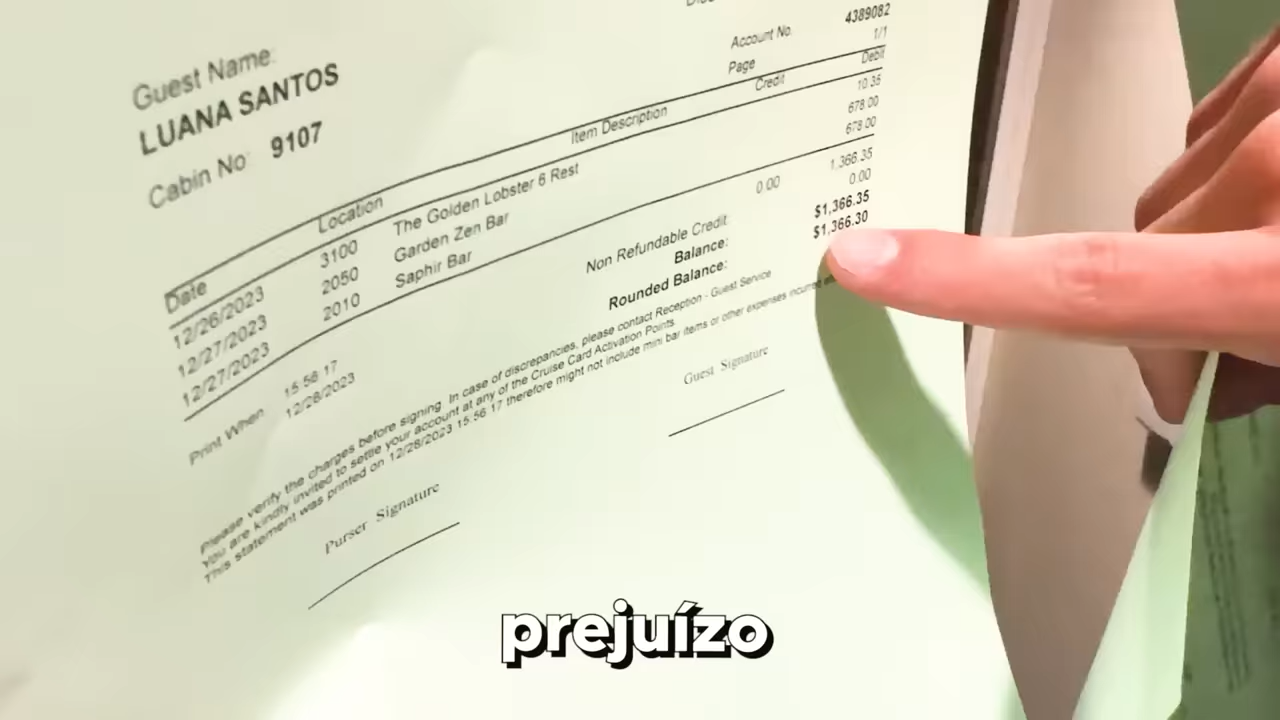 Guest Name:
LUANA SANTOS
Cabin No: 9107
Account No. 4389082
Page 1/1
Date Location Item Description Credit Debit
12/26/2023 3100 The Golden Lobster 6 Rest 10.35
12/27/2023 2050 Garden Zen Bar 678.00
12/27/2023 2010 Saphir Bar 678.00
1,366.35
Non Refundable Credit: 0.00 0.00
Balance: $1,366.35
Rounded Balance: $1,366.30
Print When: 15:56:17
12/28/2023
Please verify the charges before signing. In case of discrepancies, please contact Reception - Guest Service
You are kindly invited to settle your account at any of the Cruise Card Activation Points.
This statement was printed on 12/28/2023 15:56:17 therefore might not include mini bar items or other expenses incurred
Guest Signature
Purser Signature
prejuízo